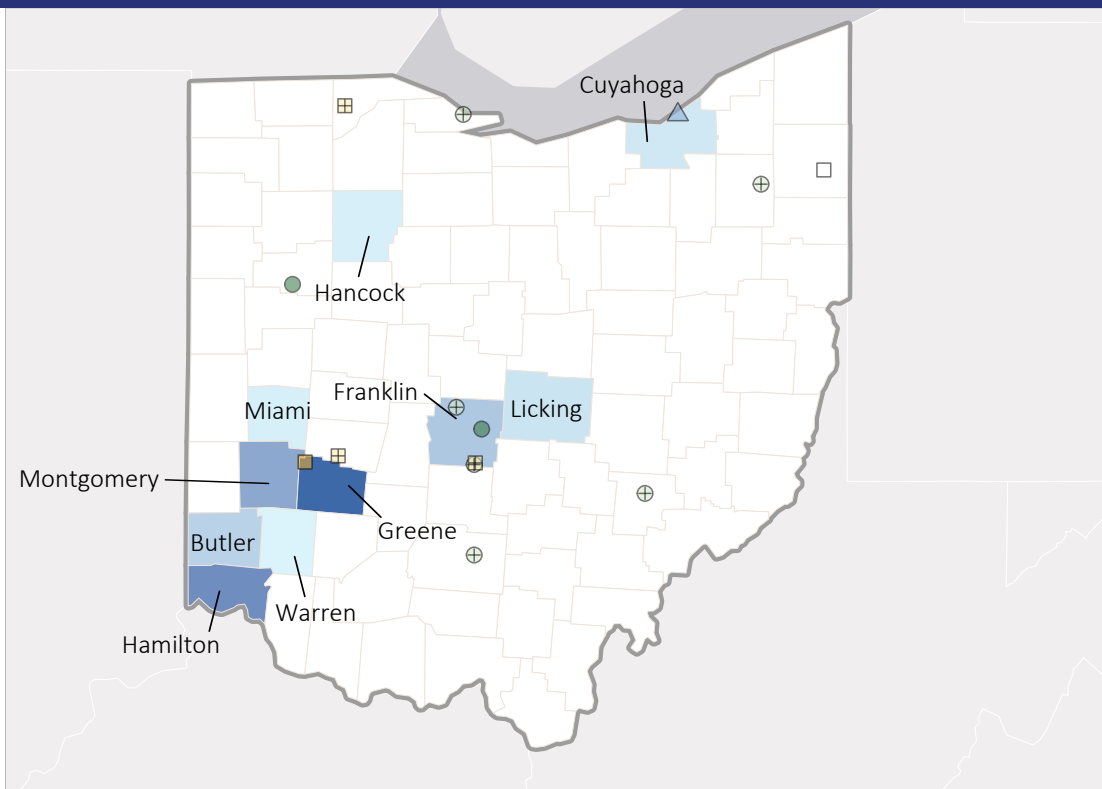 Cuyahoga
Hancock
Franklin
Miami
Licking
Montgomery
Greene
Butler
Warren
Hamilton